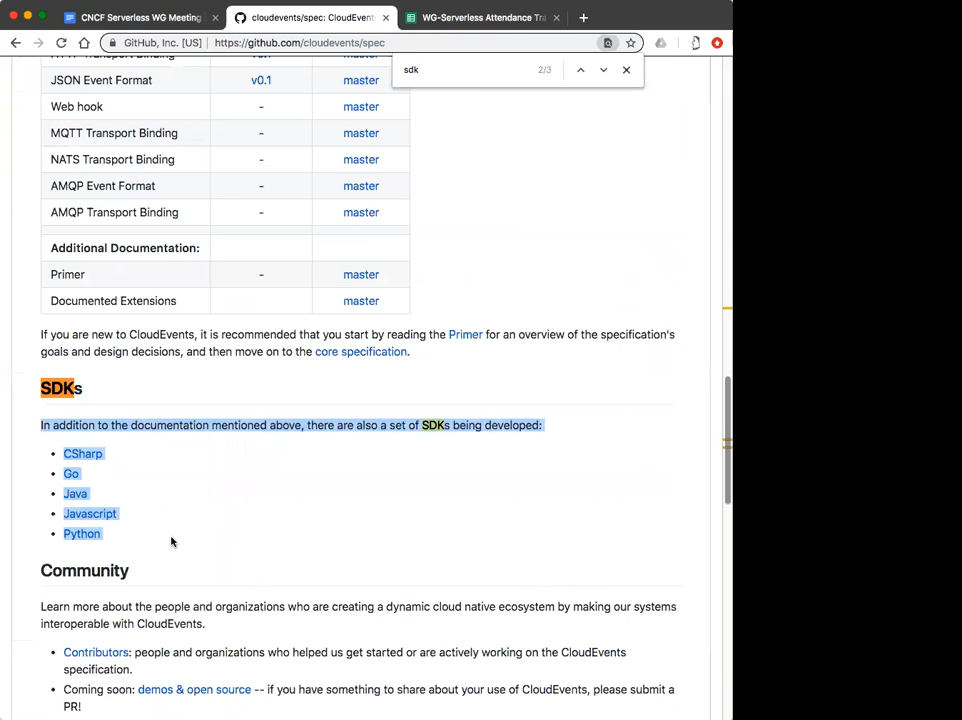 CNCF Serverless WG Meeting
cloudevents/spec: CloudEvents
WG-Serverless Attendance Tra
GitHub, Inc. [US]
https://github.com/cloudevents/spec
sdk
2/3
JSON Event Format
v0.1
master
Web hook
-
master
MQTT Transport Binding
-
master
NATS Transport Binding
-
master
AMQP Event Format
-
master
AMQP Transport Binding
-
master
Additional Documentation:
Primer
-
master
Documented Extensions
master
If you are new to CloudEvents, it is recommended that you start by reading the Primer for an overview of the specification's
goals and design decisions, and then move on to the core specification.
SDKs
In addition to the documentation mentioned above, there are also a set of SDKs being developed:
• CSharp
• Go
• Java
• Javascript
• Python
Community
Learn more about the people and organizations who are creating a dynamic cloud native ecosystem by making our systems
interoperable with CloudEvents.
• Contributors: people and organizations who helped us get started or are actively working on the CloudEvents
specification.
• Coming soon: demos & open source -- if you have something to share about your use of CloudEvents, please submit a
PR!